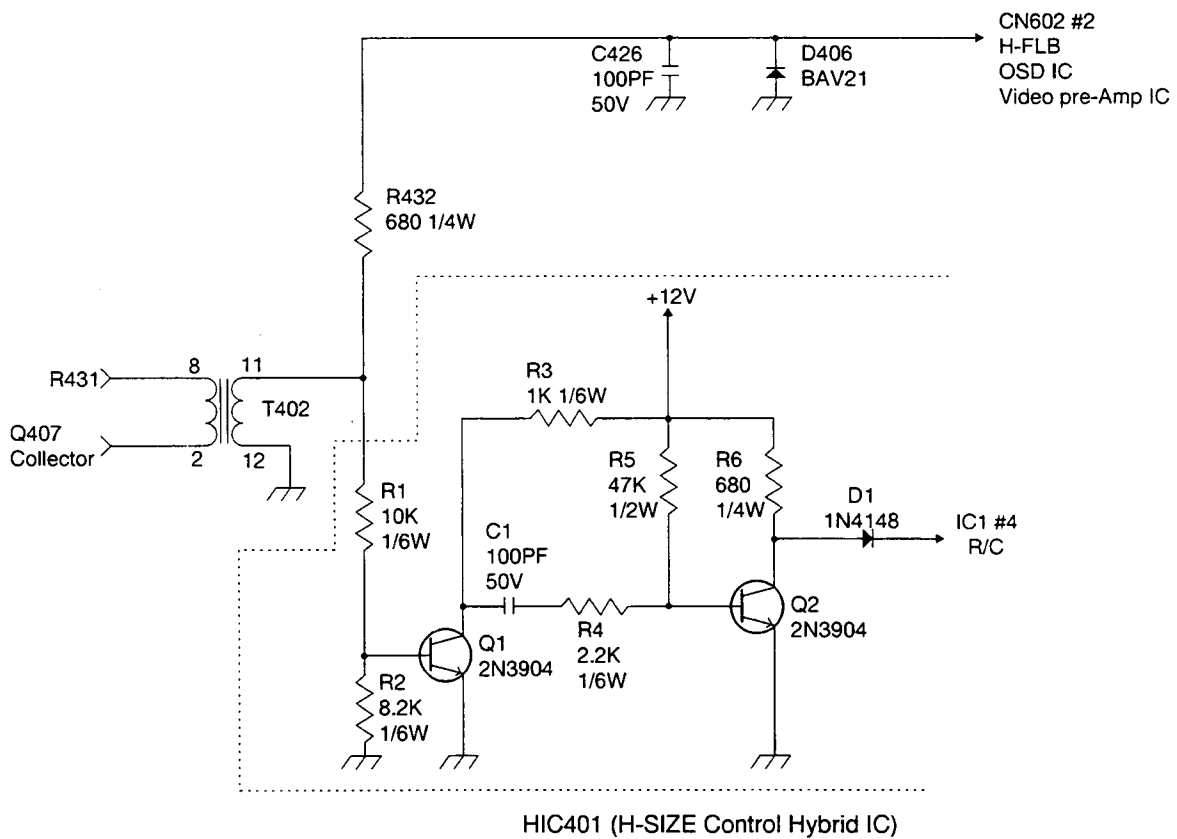 CN602 #2
H-FLB
OSD IC
Video pre-Amp IC
C426
100PF
50V
D406
BAV21
R432
680 1/4W
+12V
R431
8
11
T402
Q407
Collector
2
12
R3
1K 1/6W
R1
10K
1/6W
R5
47K
1/2W
R6
680
1/4W
D1
1N4148
IC1 #4
R/C
C1
100PF
50V
R4
2.2K
1/6W
Q1
2N3904
Q2
2N3904
R2
8.2K
1/6W
HIC401 (H-SIZE Control Hybrid IC)